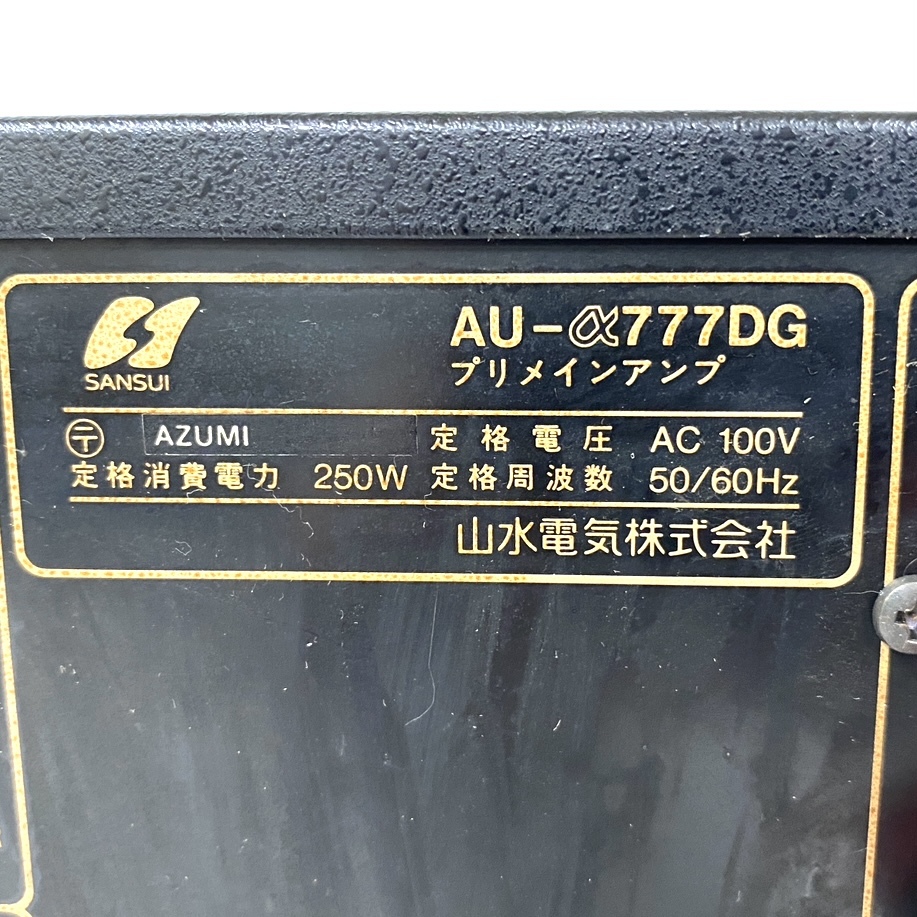 SANSUI
AU-α777DG
プリメインアンプ
〒 AZUMI 定格電圧 AC 100V
定格消費電力 250W 定格周波数 50/60Hz
山水電気株式会社